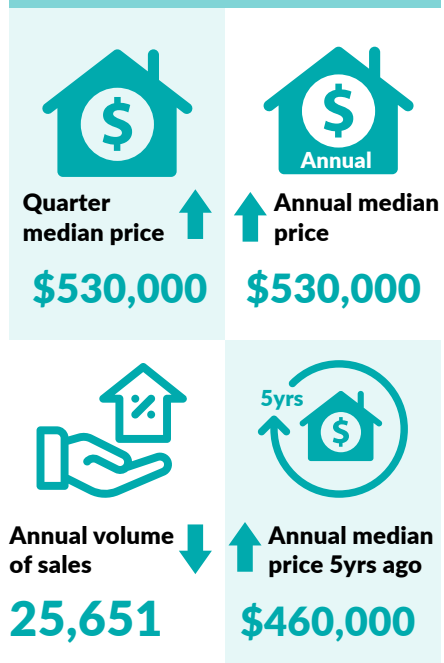 $
$
Annual
Quarter
median price
$530,000
Annual median
price
$530,000
%
Annual volume
of sales
25,651
5yrs
$
Annual median
price 5yrs ago
$460,000